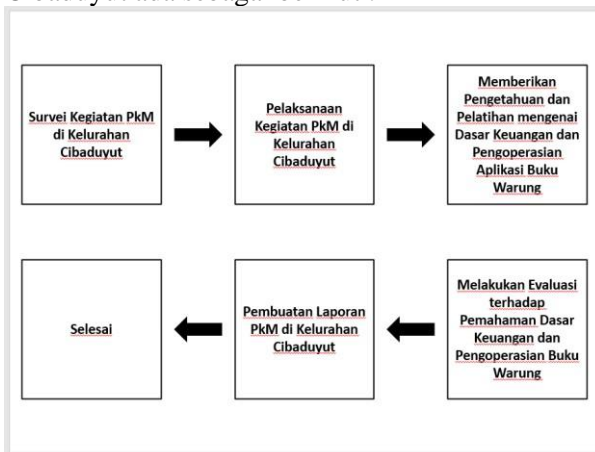 Cibaduyut ada sebagai berikut :
Survei Kegiatan PkM
di Kelurahan
Cibaduyut
Pelaksanaan
Kegiatan PkM di
Kelurahan
Cibaduyut
Memberikan
Pengetahuan dan
Pelatihan mengenai
Dasar Keuangan dan
Pengoperasian
Aplikasi Buku
Warung
Melakukan Evaluasi
terhadap
Pemahaman Dasar
Keuangan dan
Pengoperasian Buku
Warung
Pembuatan Laporan
PkM di Kelurahan
Cibaduyut
Selesai